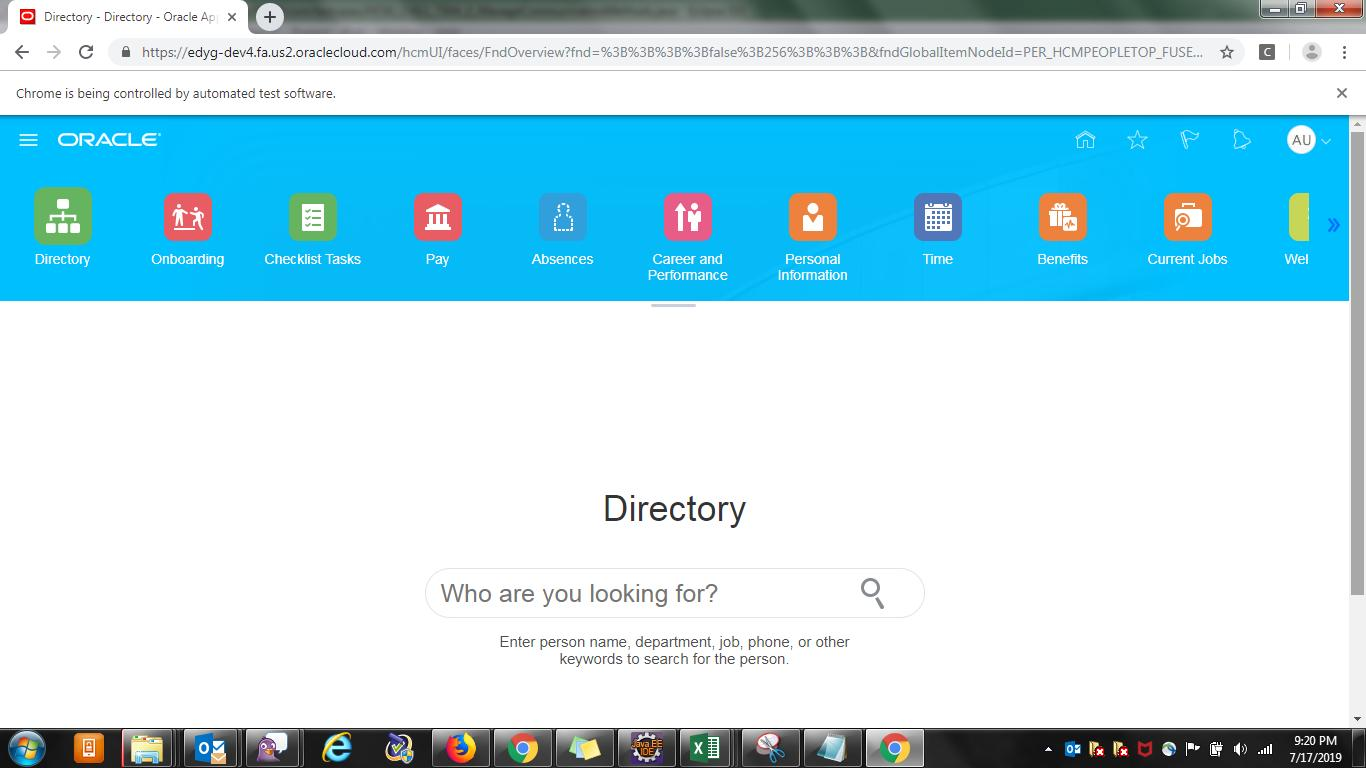 Directory - Directory - Oracle Ap
https://edyg-dev4.fa.us2.oraclecloud.com/hcmUI/faces/FndOverview?fnd=%3B%3B%3B%3Bfalse%3B256%3B%3B%3B&fndGlobalItemNodeId=PER_HCMPEOPLETOP_FUSE...
C
Chrome is being controlled by automated test software.
ORACLE
AU
Directory
Onboarding
Checklist Tasks
Pay
Absences
Career and
Performance
Personal
Information
Time
Benefits
Current Jobs
Wel
Directory
Who are you looking for?
Enter person name, department, job, phone, or other
keywords to search for the person.
Java EE
IDE
9:20 PM
7/17/2019